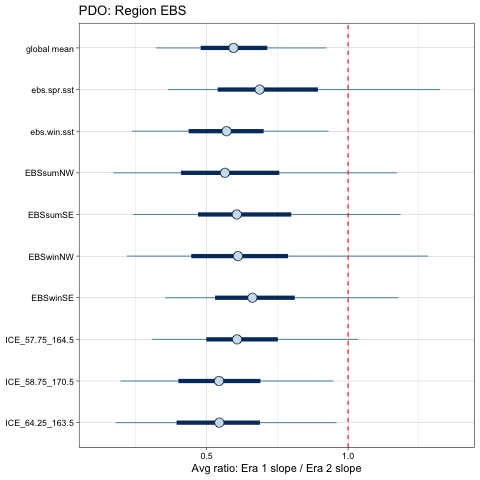 PDO: Region EBS
global mean
ebs.spr.sst
ebs.win.sst
EBSsumNW
EBSsumSE
EBSwinNW
EBSwinSE
ICE_57.75_164.5
ICE_58.75_170.5
ICE_64.25_163.5
0.5 1.0
Avg ratio: Era 1 slope / Era 2 slope